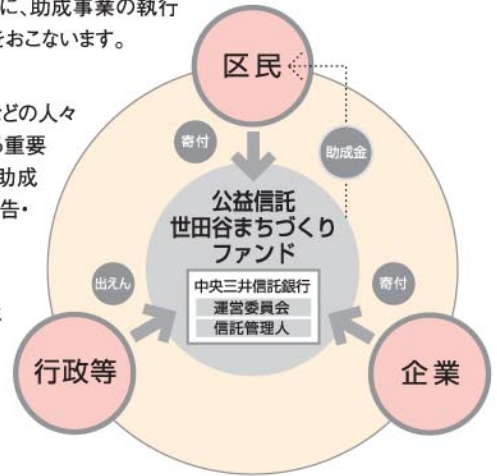 に、助成事業の執行
をおこないます。
などの人々
る重要
助成
告・
区民
寄付
助成金
公益信託
世田谷まちづくり
ファンド
中央三井信託銀行
運営委員会
信託管理人
出えん
寄付
行政等
企業